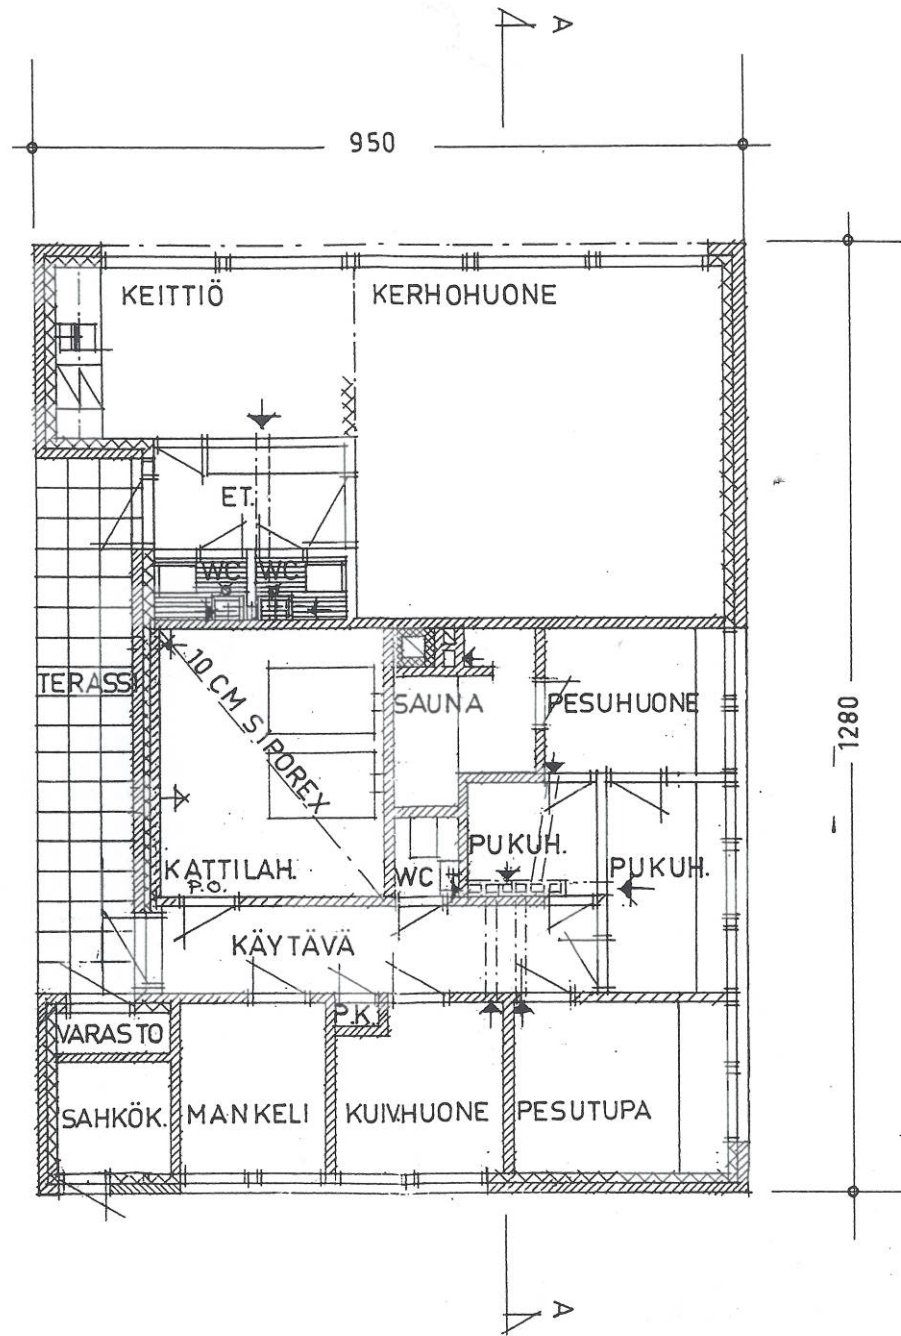 A
950
KEITTIÖ
KERHOHUONE
ET.
WC
WC
TERASSI
10 CM SIPOREX
SAUNA
PESUHUONE
1280
KATTILAH.
P.O.
WC
PUKUH.
PUKUH.
KÄYTÄVÄ
VARASTO
P.K.
SAHKÖK.
MANKELI
KUIV.HUONE
PESUTUPA
A